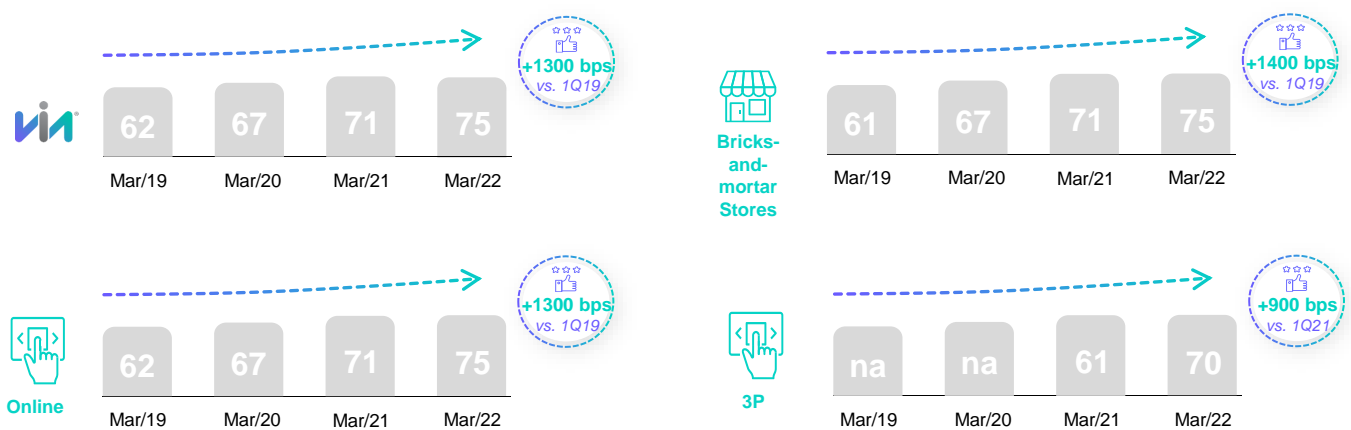 VIA
62
67
71
75
Mar/19
Mar/20
Mar/21
Mar/22
+1300 bps
vs. 1Q19
Bricks-
and-
mortar
Stores
61
67
71
75
Mar/19
Mar/20
Mar/21
Mar/22
+1400 bps
vs. 1Q19
Online
62
67
71
75
Mar/19
Mar/20
Mar/21
Mar/22
+1300 bps
vs. 1Q19
3P
na
na
61
70
Mar/19
Mar/20
Mar/21
Mar/22
+900 bps
vs. 1Q21